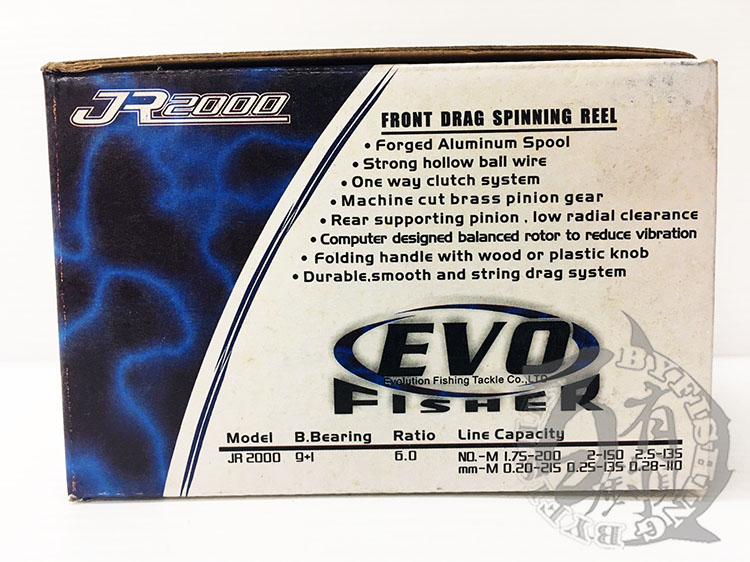 JR2000
FRONT DRAG SPINNING REEL
• Forged Aluminum Spool
• Strong hollow ball wire
• One way clutch system
• Machine cut brass pinion gear
• Rear supporting pinion , low radial clearance
• Computer designed balanced rotor to reduce vibration
• Folding handle with wood or plastic knob
• Durable,smooth and string drag system
EVO
Evolution Fishing Tackle Co.,LTD
FISHER
Model B.Bearing Ratio Line Capacity
JR 2000 9+1 6.0 NO.-M 1.75-200 2-150 2.5-135
mm-M 0.20-215 0.25-135 0.28-110
BYFISHING
有